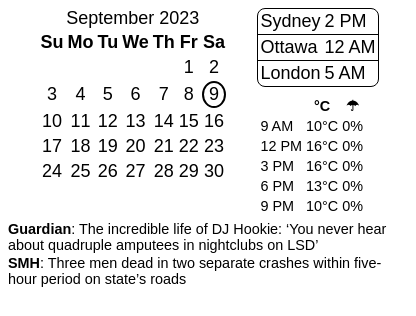 September 2023
Su Mo Tu We Th Fr Sa
1 2
3 4 5 6 7 8 9
10 11 12 13 14 15 16
17 18 19 20 21 22 23
24 25 26 27 28 29 30
Sydney 2 PM
Ottawa 12 AM
London 5 AM
°C ☂
9 AM 10°C 0%
12 PM 16°C 0%
3 PM 16°C 0%
6 PM 13°C 0%
9 PM 10°C 0%
Guardian: The incredible life of DJ Hookie: ‘You never hear
about quadruple amputees in nightclubs on LSD’
SMH: Three men dead in two separate crashes within five-
hour period on state’s roads